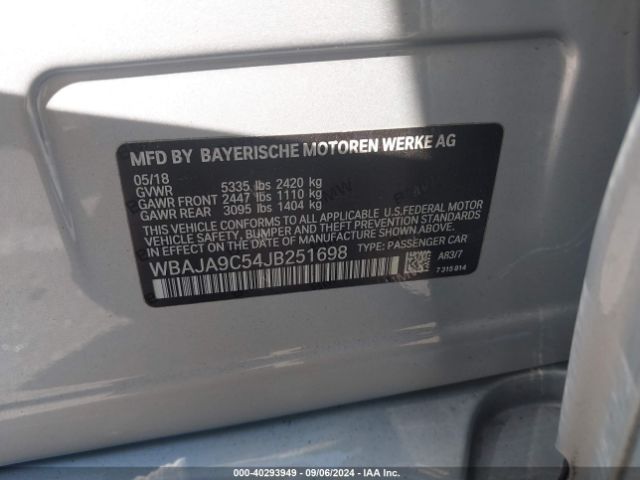 MFD BY BAYERISCHE MOTOREN WERKE AG
05/18
GVWR 5335 lbs 2420 kg
GAWR FRONT 2447 lbs 1110 kg
GAWR REAR 3095 lbs 1404 kg
THIS VEHICLE CONFORMS TO ALL APPLICABLE U.S.FEDERAL MOTOR
VEHICLE SAFETY, BUMPER, AND THEFT PREVENTION STANDARDS
IN EFFECT ON THE DATE OF MANUFACTURE SHOWN ABOVE.
WBAJA9C54JB251698 TYPE: PASSENGER CAR
A83/7
7 315 814
000-40293949 - 09/06/2024 - IAA Inc.